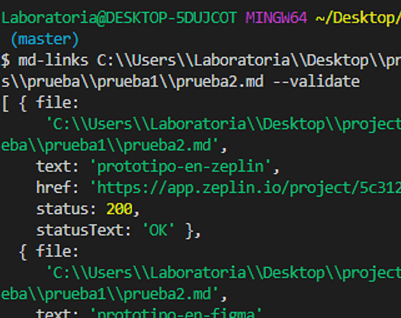 Laboratoria@DESKTOP-5DUJCOT MINGW64 ~/Desktop/
(master)
$ md-links C:\\Users\\Laboratoria\\Desktop\\pr
s\\prueba\\prueba1\\prueba2.md --validate
[ { file:
'C:\\Users\\Laboratoria\\Desktop\\project
eba\\prueba1\\prueba2.md',
text: 'prototipo-en-zeplin',
href: 'https://app.zeplin.io/project/5c312
status: 200,
statusText: 'OK' },
{ file:
'C:\\Users\\Laboratoria\\Desktop\\project
eba\\prueba1\\prueba2.md',
text: 'prototipo-en-figma'